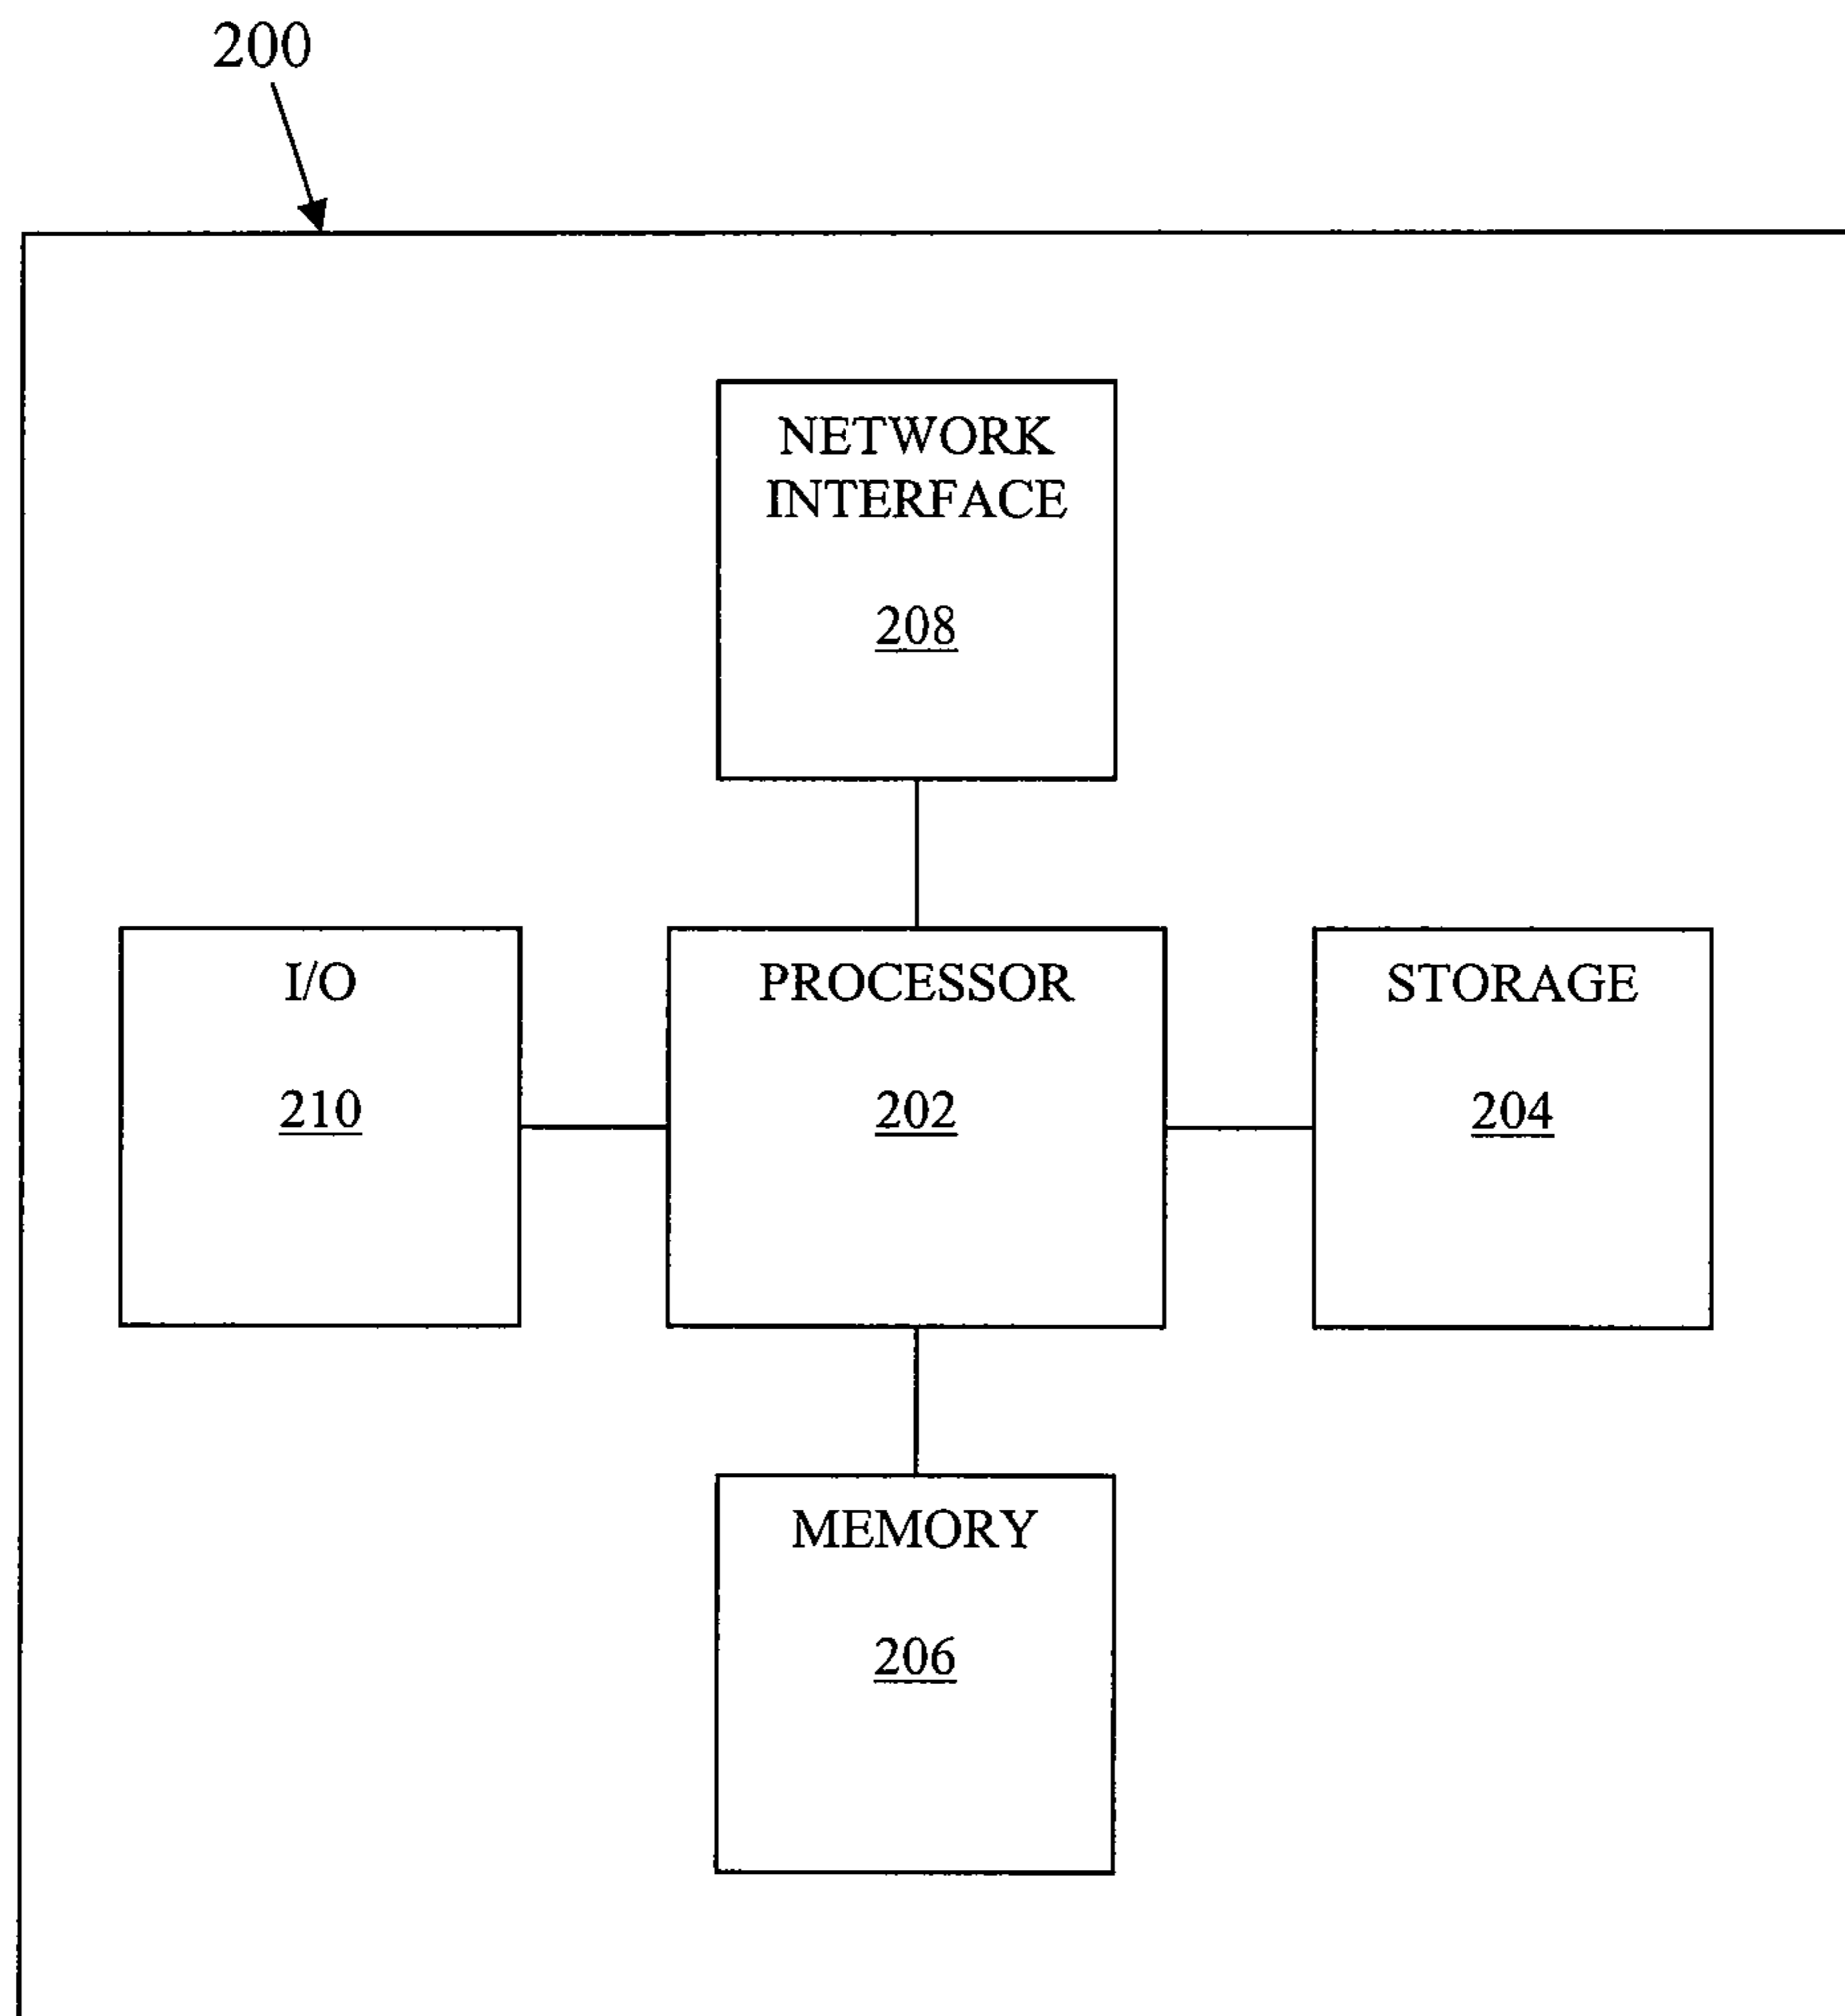 200
NETWORK
INTERFACE
208
I/O
210
PROCESSOR
202
STORAGE
204
MEMORY
206